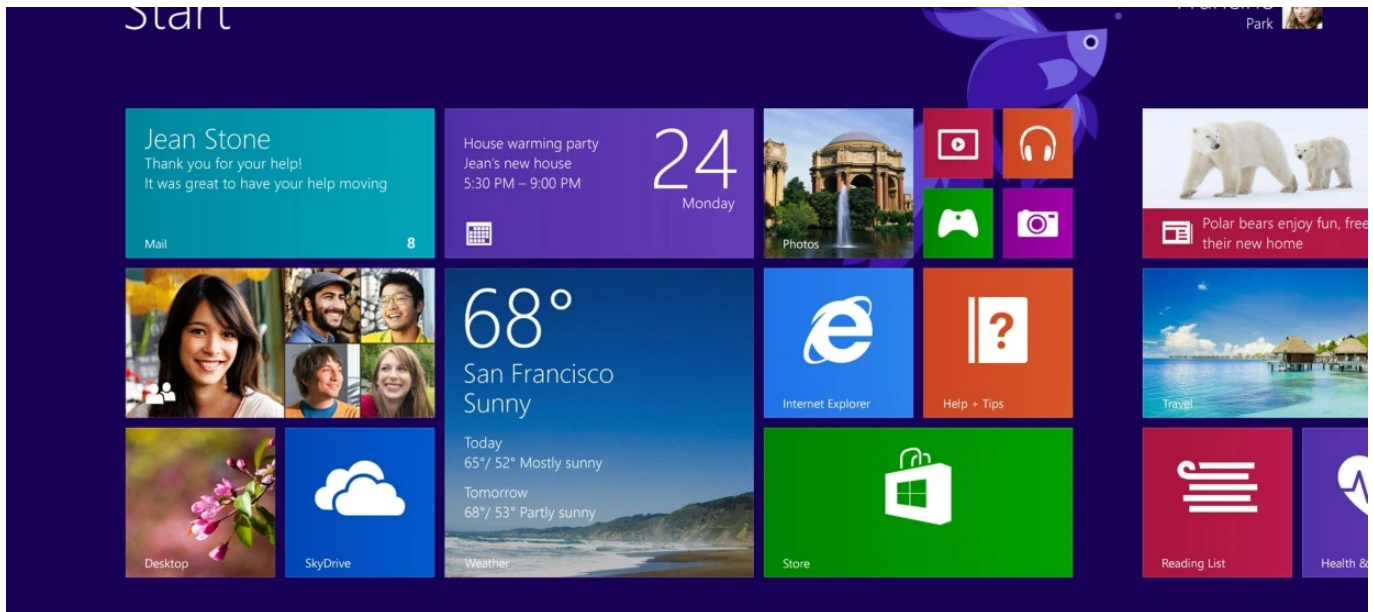 Start
Park
Jean Stone
Thank you for your help!
It was great to have your help moving
Mail
8
House warming party
Jean's new house
5:30 PM – 9:00 PM
24
Monday
Photos
Polar bears enjoy fun, free
their new home
68°
San Francisco
Sunny
Today
65°/ 52° Mostly sunny
Tomorrow
68°/ 53° Partly sunny
Weather
Internet Explorer
Help + Tips
Travel
Desktop
SkyDrive
Store
Reading List
Health &